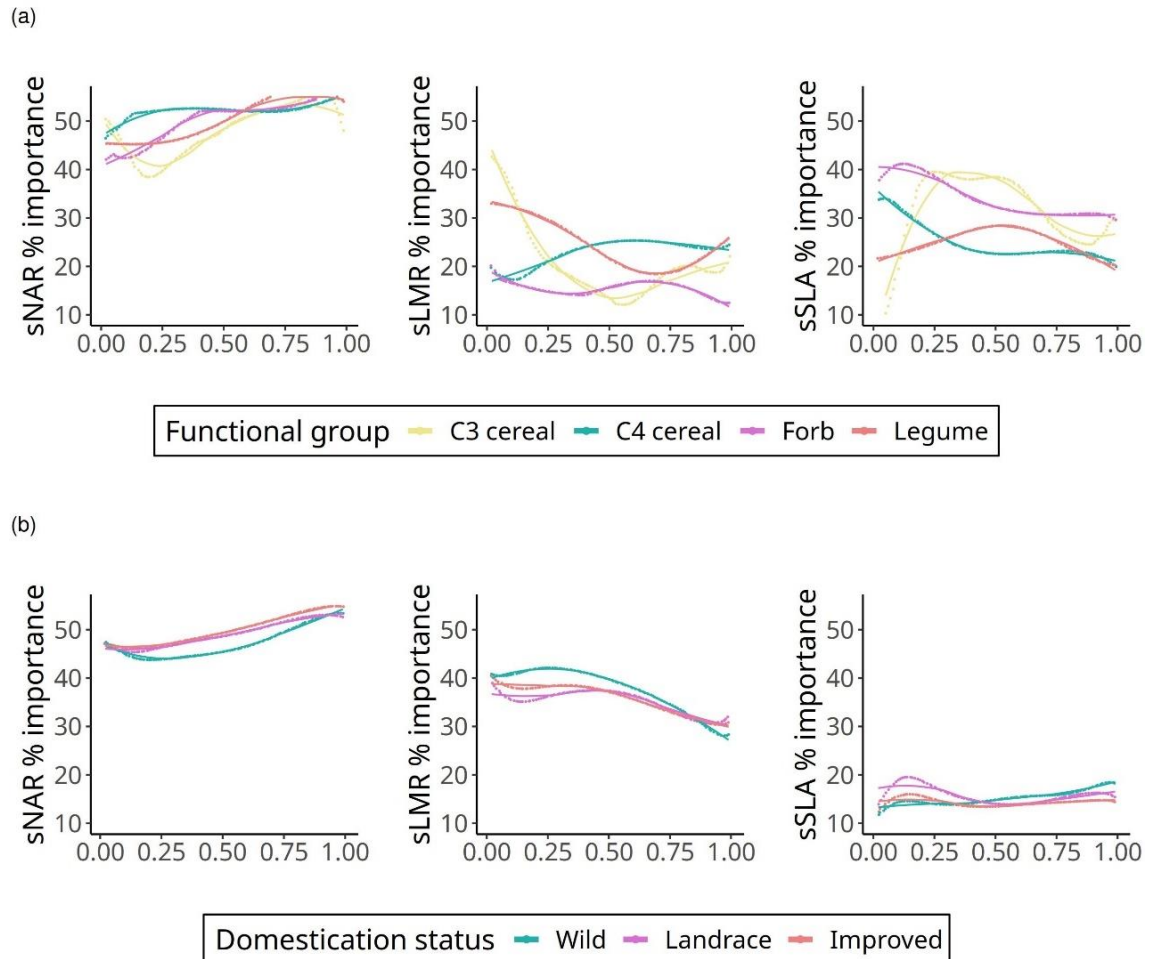 (a)
sNAR % importance
50
40
30
20
10
0.00 0.25 0.50 0.75 1.00
sLMR % importance
50
40
30
20
10
0.00 0.25 0.50 0.75 1.00
sSLA % importance
50
40
30
20
10
0.00 0.25 0.50 0.75 1.00
Functional group C3 cereal C4 cereal Forb Legume
(b)
sNAR % importance
50
40
30
20
10
0.00 0.25 0.50 0.75 1.00
sLMR % importance
50
40
30
20
10
0.00 0.25 0.50 0.75 1.00
sSLA % importance
50
40
30
20
10
0.00 0.25 0.50 0.75 1.00
Domestication status Wild Landrace Improved